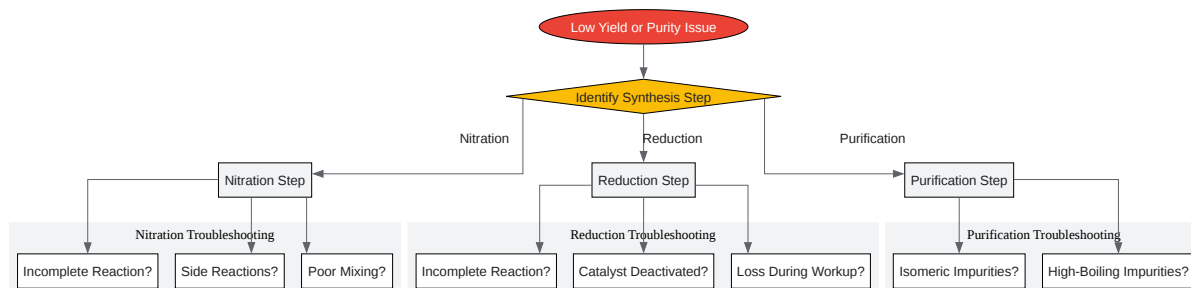 Low Yield or Purity Issue
Identify Synthesis Step
Nitration
Reduction
Purification
Nitration Step
Reduction Step
Purification Step
Nitration Troubleshooting
Reduction Troubleshooting
Purification Troubleshooting
Incomplete Reaction?
Side Reactions?
Poor Mixing?
Incomplete Reaction?
Catalyst Deactivated?
Loss During Workup?
Isomeric Impurities?
High-Boiling Impurities?